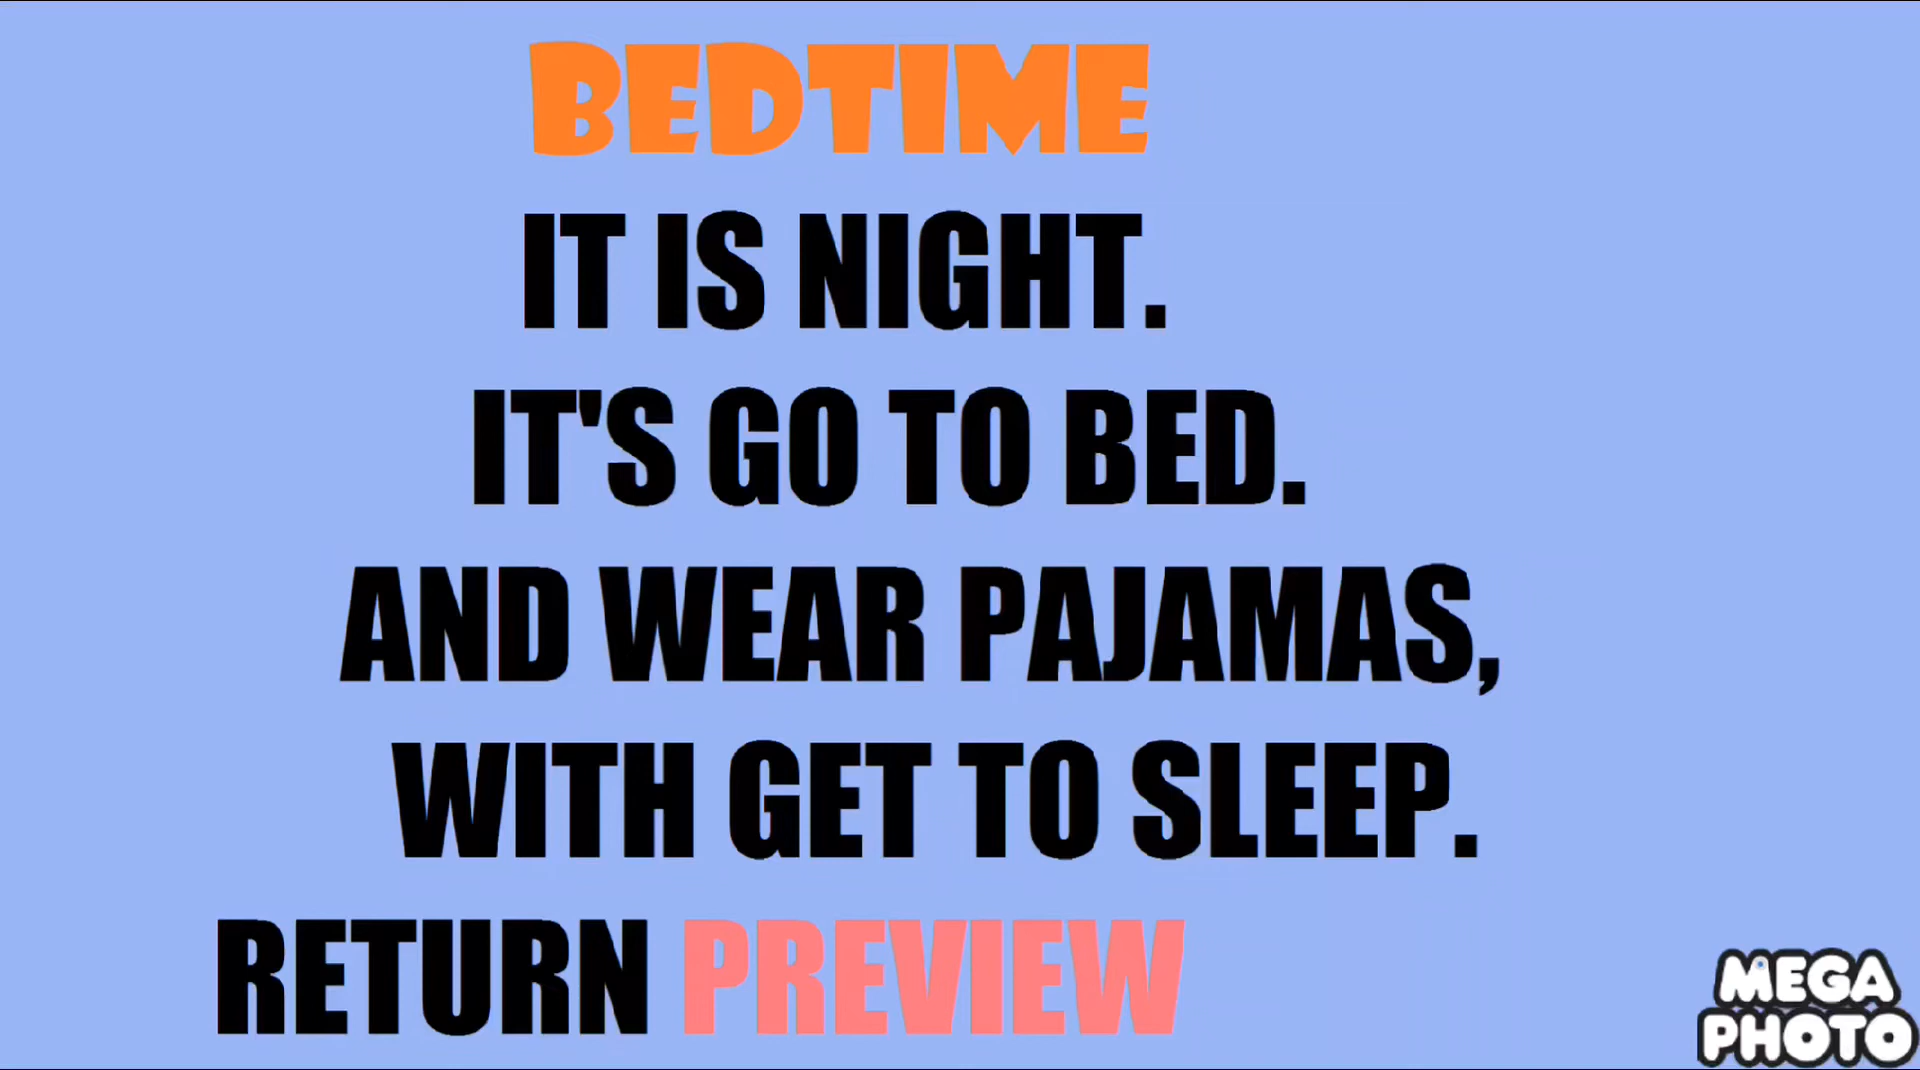 BEDTIME
IT IS NIGHT.
IT'S GO TO BED.
AND WEAR PAJAMAS,
WITH GET TO SLEEP.
RETURN PREVIEW
MEGA
PHOTO